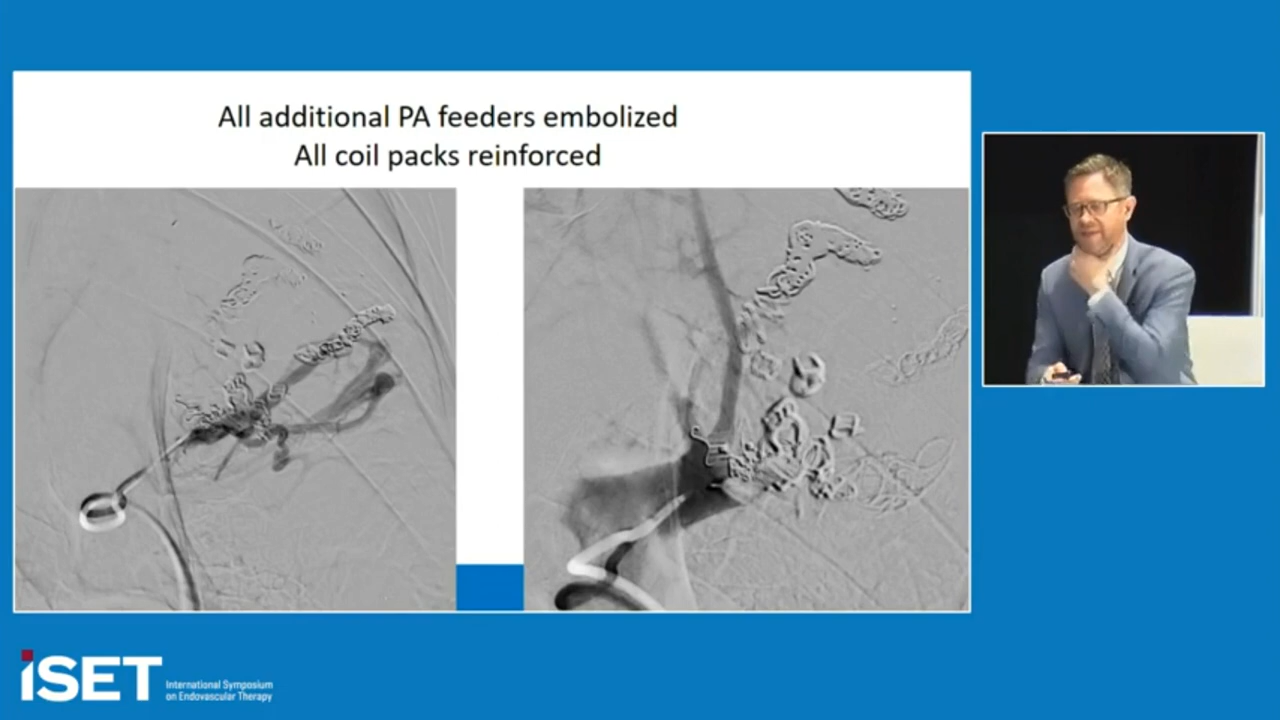 All additional PA feeders embolized
All coil packs reinforced
iSET
International Symposium
on Endovascular Therapy